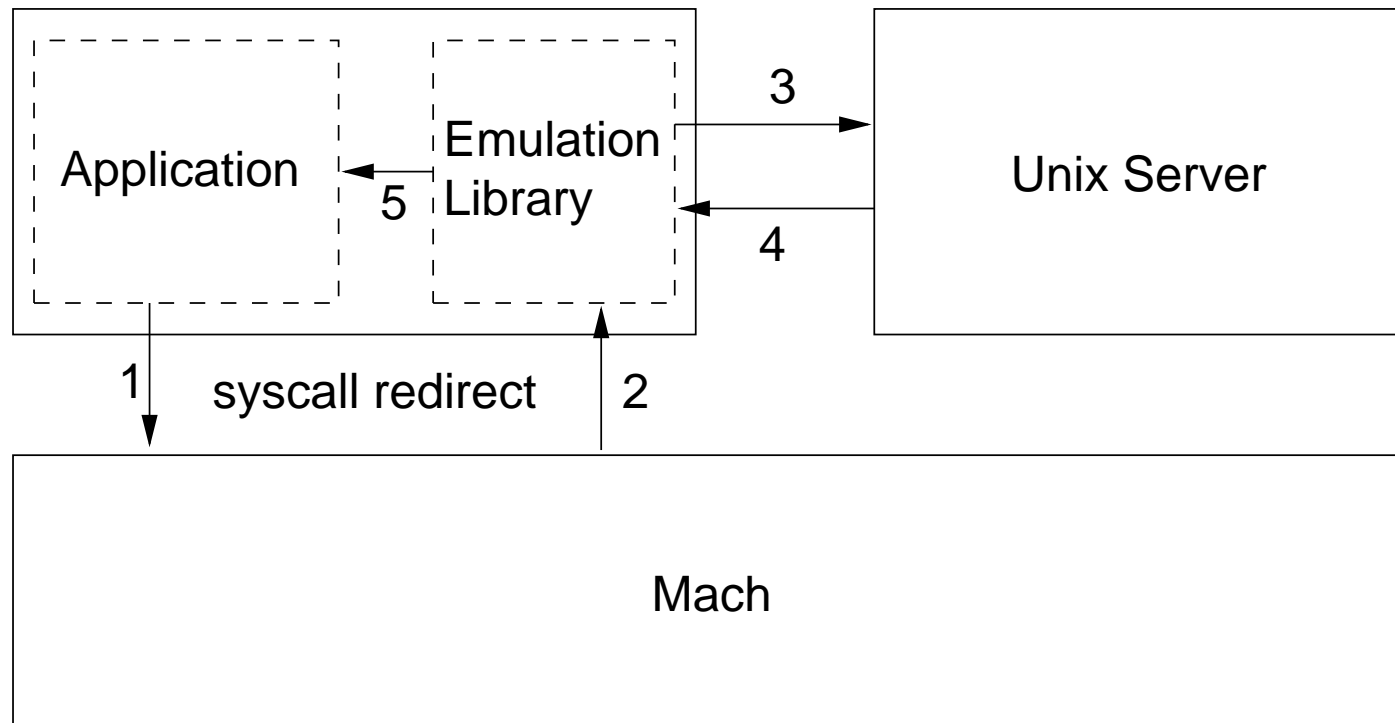 3
Emulation
Library
Application
Unix Server
5
4
1
syscall redirect
2
Mach